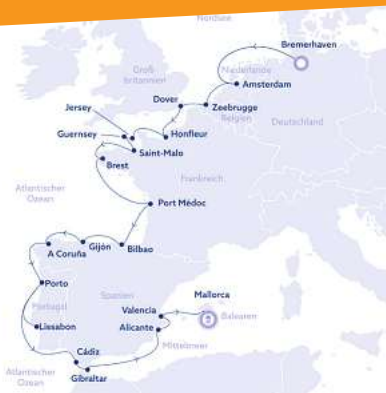 Nordsee
Bremerhaven
Groß-
britannien
Niederlande
Amsterdam
Jersey
Dover
Zeebrugge
Belgien
Deutschland
Guernsey
Honfleur
Saint-Malo
Brest
Frankreich
Atlantischer
Ozean
Port Médoc
A Coruña
Gijón
Bilbao
Porto
Spanien
Mallorca
Portugal
Valencia
Balearen
Lissabon
Alicante
Mittelmeer
Cádiz
Atlantischer
Ozean
Gibraltar